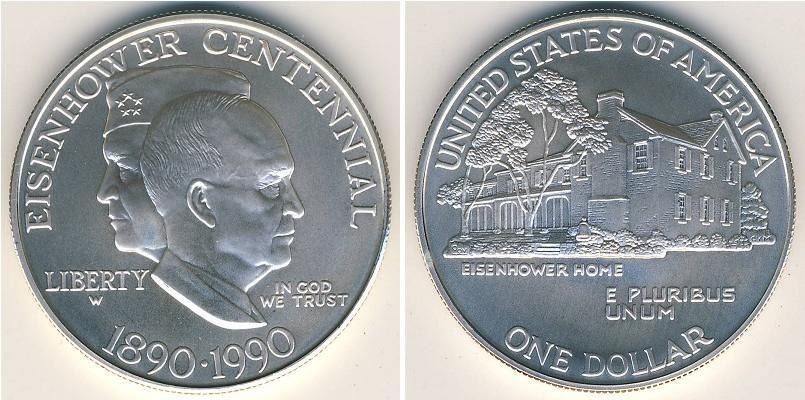 EISENHOWER CENTENNIAL
LIBERTY
W
IN GOD
WE TRUST
1890·1990
UNITED STATES OF AMERICA
EISENHOWER HOME
E PLURIBUS
UNUM
ONE DOLLAR